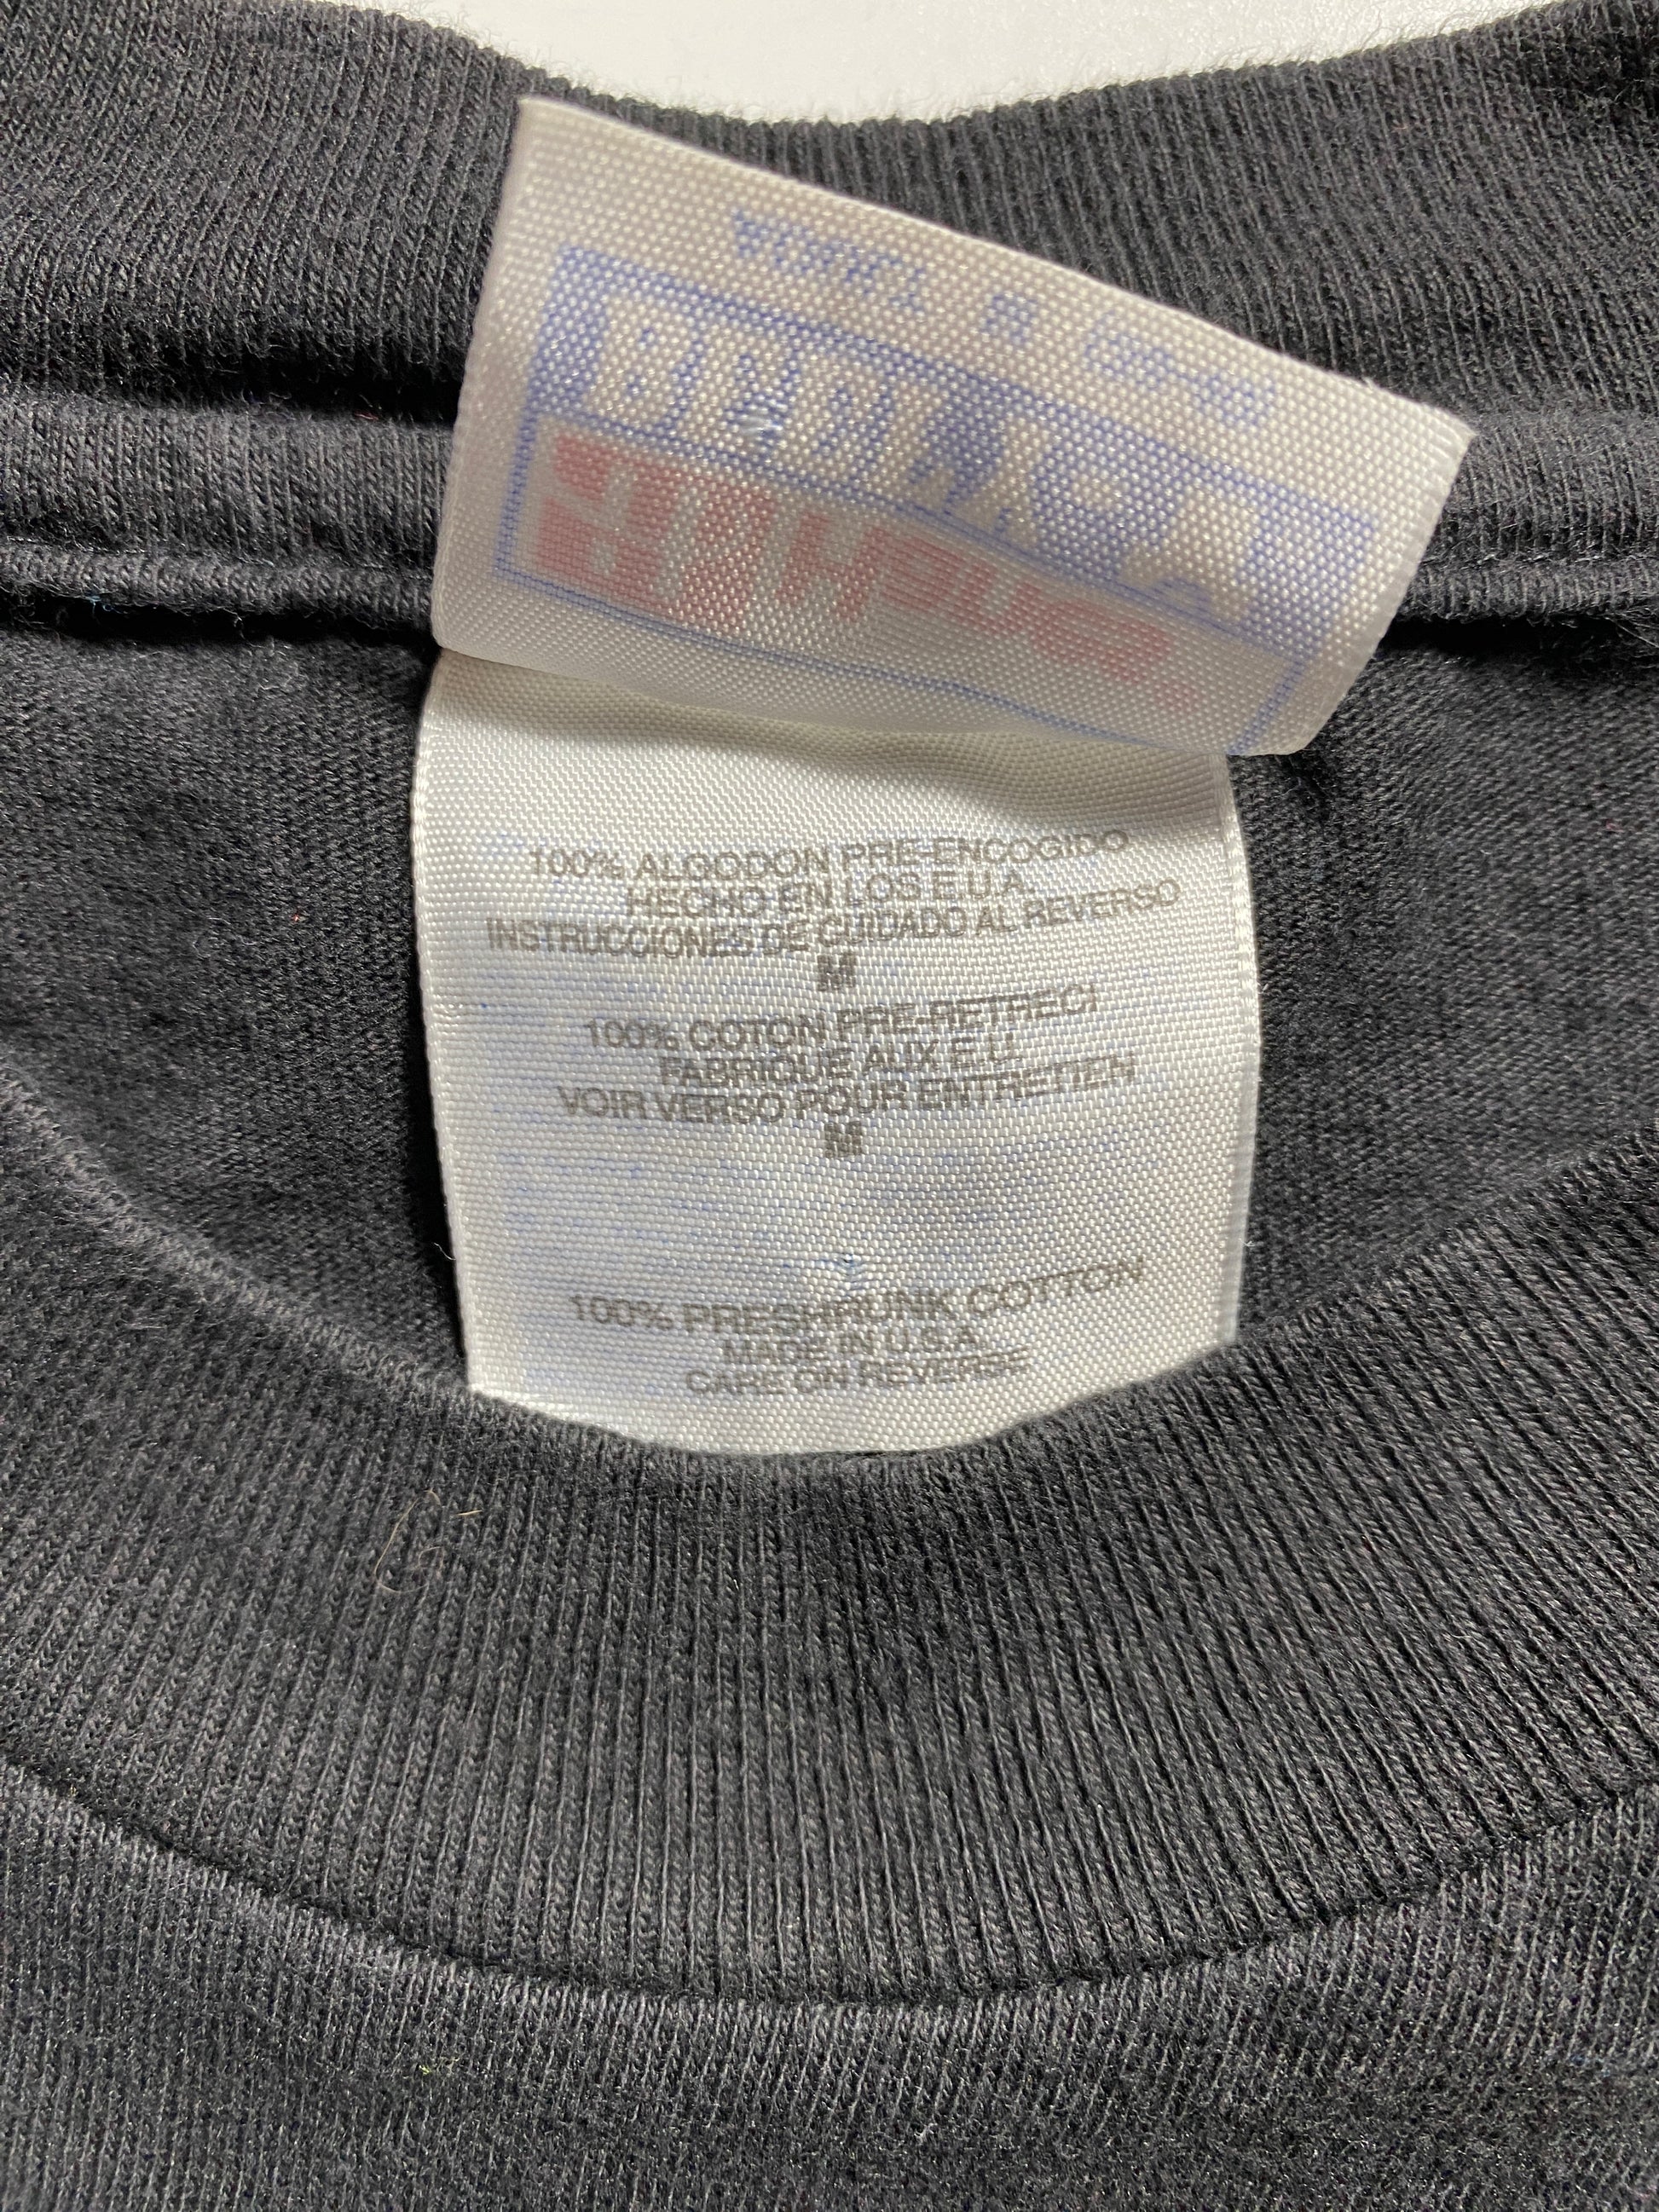 100% ALGODON PRE-ENCOGIDO
HECHO EN LOS E.U.A.
INSTRUCCIONES DE CUIDADO AL REVERSO
M
100% COTON PRE-RETRECI
FABRIQUE AUX E.U.
VOIR VERSO POUR ENTRETIEN
M
100% PRESHRUNK COTTON
MADE IN U.S.A.
CARE ON REVERSE